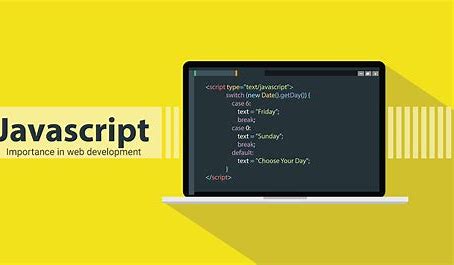 Javascript
Importance in web development
<script type="text/javascript">
switch (new Date().getDay()) {
case 6:
text = "Friday";
break;
case 0:
text = "Sunday";
break;
default:
text = "Choose Your Day";
}
</script>